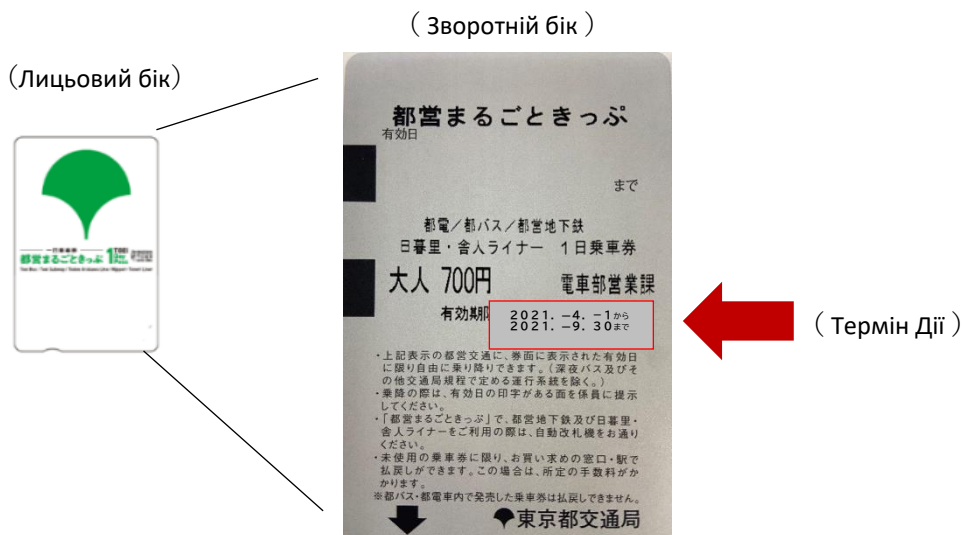 ( Зворотній бік )
(Лицьовий бік)
都営まるごときっぷ
有効日
まで
都電/都バス/都営地下鉄
日暮里・舎人ライナー 1日乗車券
大人 700円 電車部営業課
有効期
2021. -4. -1から
2021. -9. 30まで
( Термін Дії )
・上記表示の都営交通に、券面に表示された有効日
に限り自由に乗り降りできます。(深夜バス及びそ
の他交通局規程で定める運行系統を除く。)
・乗降の際は、有効日の印字がある面を係員に提示
してください。
・「都営まるごときっぷ」で、都営地下鉄及び日暮里・
舎人ライナーをご利用の際は、自動改札機をお通り
ください。
・未使用の乗車券に限り、お買い求めの窓口・駅で
払戻しができます。この場合は、所定の手数料がか
かります。
※都バス・都電車内で発売した乗車券は払戻しできません。
東京都交通局
一日乗車券
都営まるごときっぷ 1